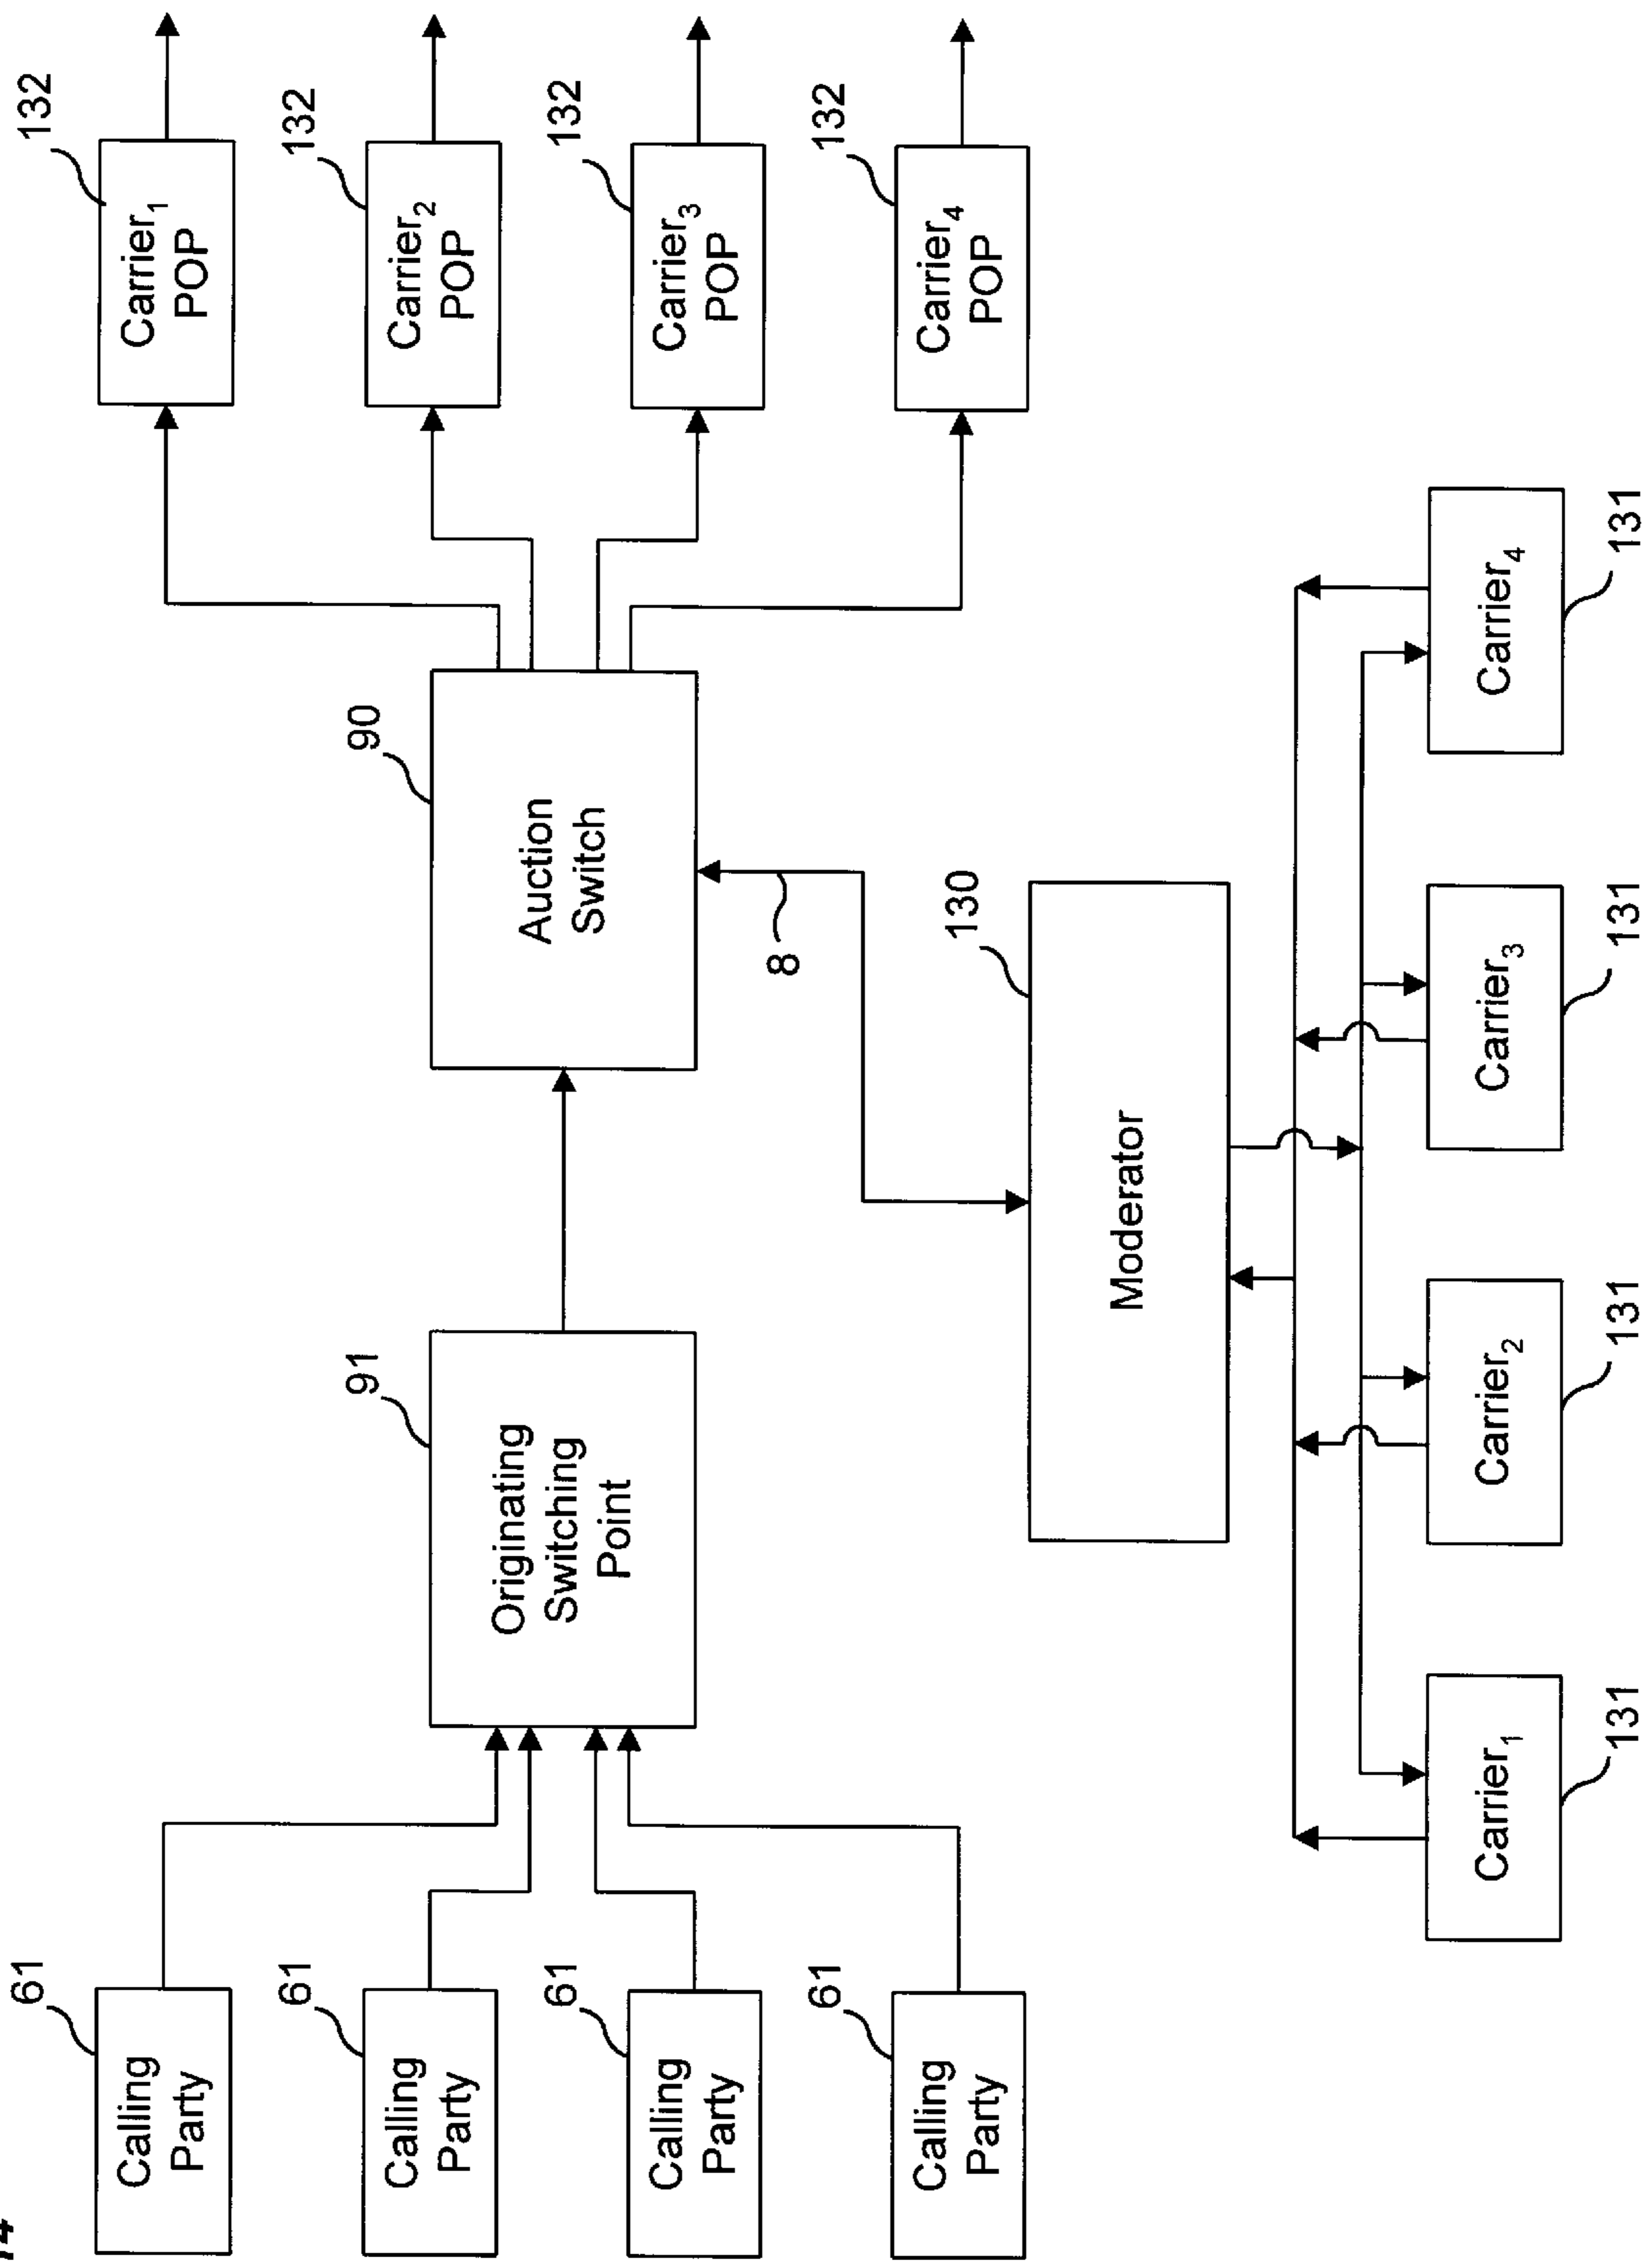 61
Calling
Party
61
Calling
Party
61
Calling
Party
61
Calling
Party
91
Originating
Switching
Point
90
Auction
Switch
8
132
Carrier₁
POP
132
Carrier₂
POP
132
Carrier₃
POP
132
Carrier₄
POP
130
Moderator
Carrier₁
131
Carrier₂
131
Carrier₃
131
Carrier₄
131